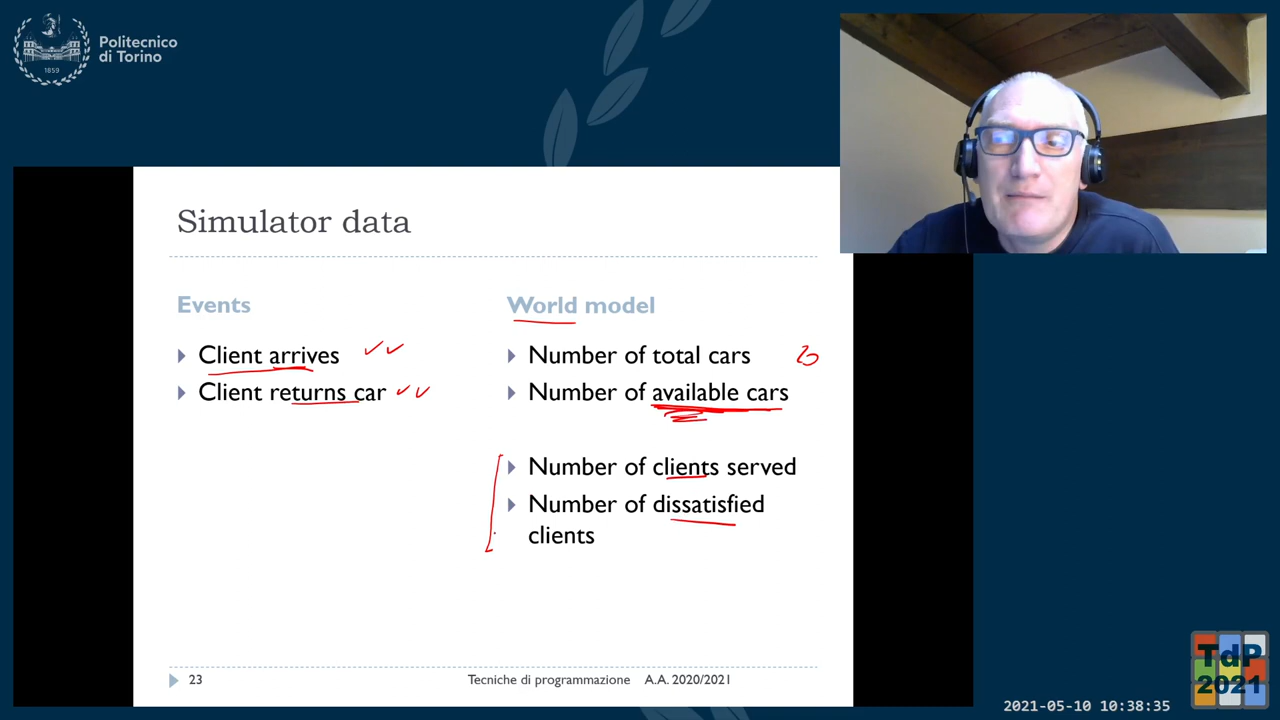 Politecnico
di Torino
1859
Simulator data
Events
Client arrives
Client returns car
World model
Number of total cars
Number of available cars
Number of clients served
Number of dissatisfied
clients
23
Tecniche di programmazione A.A. 2020/2021
TdP
2021
2021-05-10 10:38:35